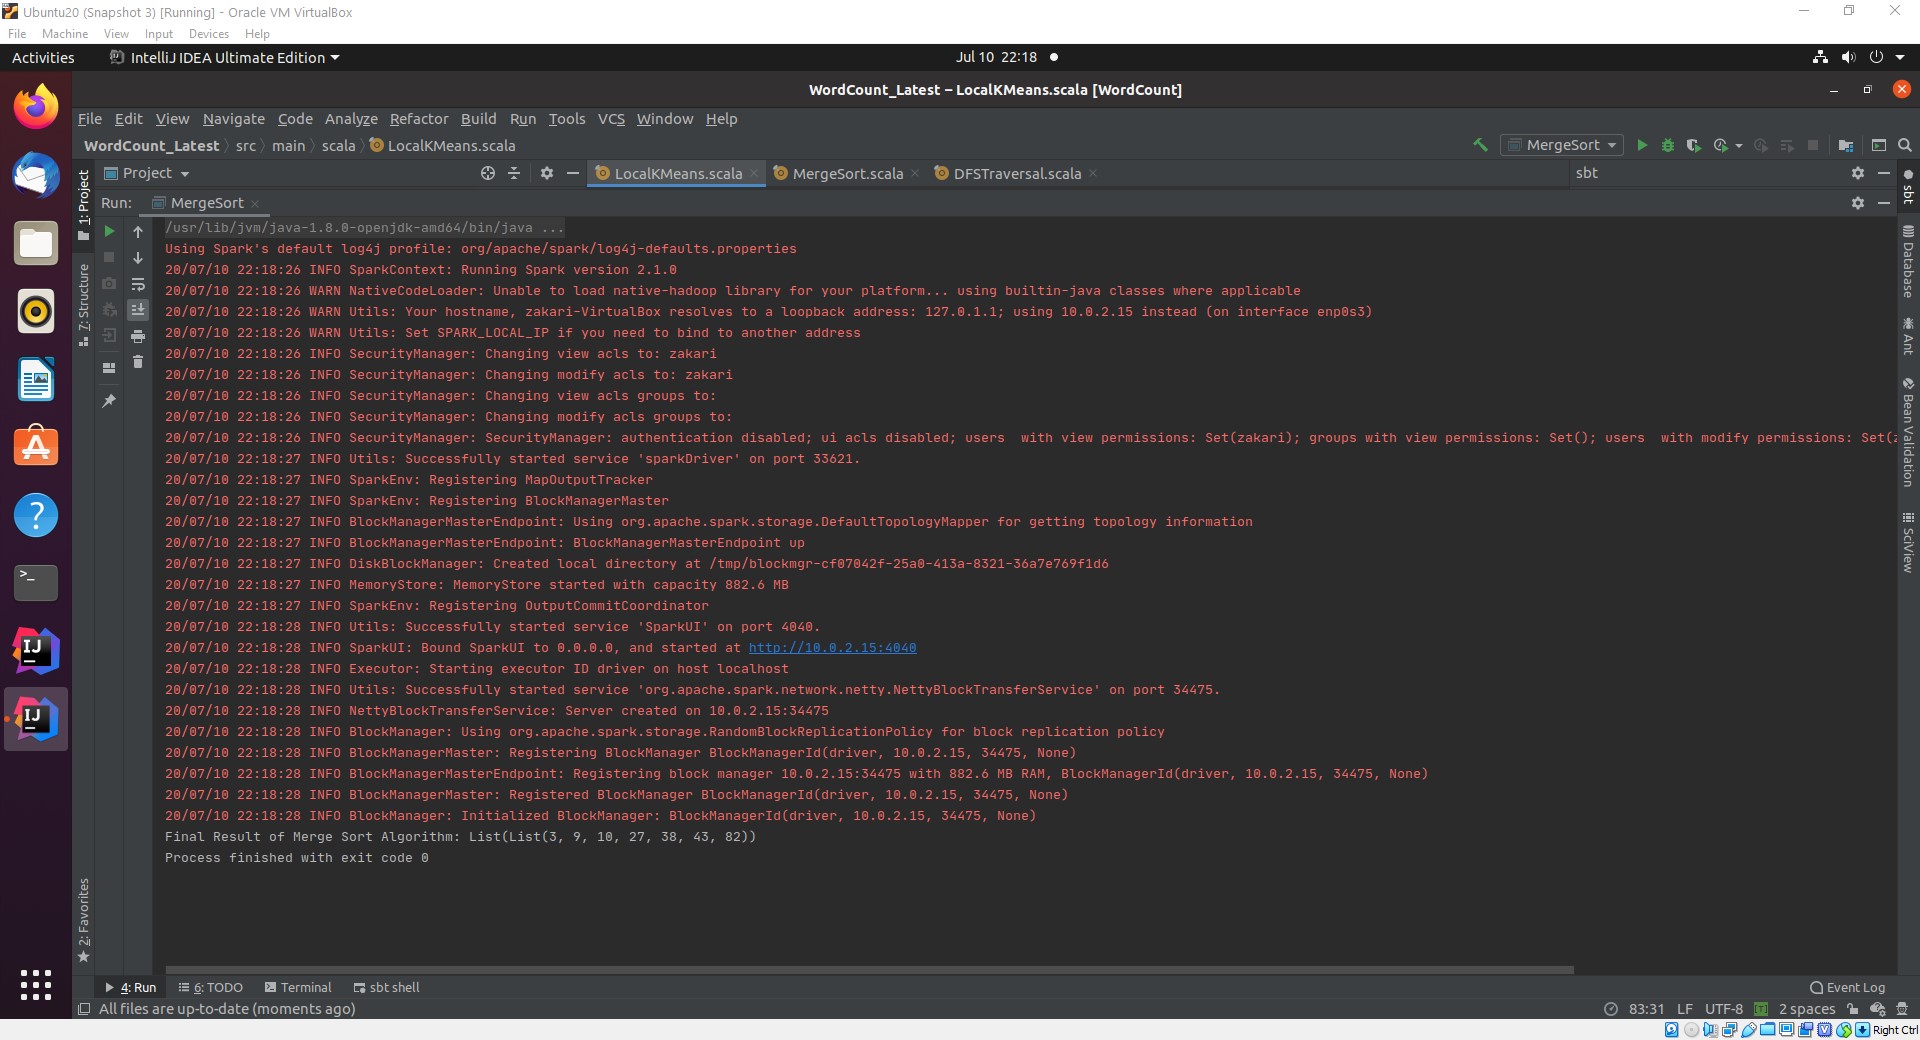 Ubuntu20 (Snapshot 3) [Running] - Oracle VM VirtualBox
File Machine View Input Devices Help
Activities IntelliJ IDEA Ultimate Edition Jul 10 22:18
WordCount_Latest – LocalKMeans.scala [WordCount]
File Edit View Navigate Code Analyze Refactor Build Run Tools VCS Window Help
WordCount_Latest src main scala LocalKMeans.scala MergeSort
Project LocalKMeans.scala MergeSort.scala DFSTraversal.scala sbt
Run: MergeSort
/usr/lib/jvm/java-1.8.0-openjdk-amd64/bin/java ...
Using Spark's default log4j profile: org/apache/spark/log4j-defaults.properties
20/07/10 22:18:26 INFO SparkContext: Running Spark version 2.1.0
20/07/10 22:18:26 WARN NativeCodeLoader: Unable to load native-hadoop library for your platform... using builtin-java classes where applicable
20/07/10 22:18:26 WARN Utils: Your hostname, zakari-VirtualBox resolves to a loopback address: 127.0.1.1; using 10.0.2.15 instead (on interface enp0s3)
20/07/10 22:18:26 WARN Utils: Set SPARK_LOCAL_IP if you need to bind to another address
20/07/10 22:18:26 INFO SecurityManager: Changing view acls to: zakari
20/07/10 22:18:26 INFO SecurityManager: Changing modify acls to: zakari
20/07/10 22:18:26 INFO SecurityManager: Changing view acls groups to:
20/07/10 22:18:26 INFO SecurityManager: Changing modify acls groups to:
20/07/10 22:18:26 INFO SecurityManager: SecurityManager: authentication disabled; ui acls disabled; users  with view permissions: Set(zakari); groups with view permissions: Set(); users  with modify permissions: Set(z
20/07/10 22:18:27 INFO Utils: Successfully started service 'sparkDriver' on port 33621.
20/07/10 22:18:27 INFO SparkEnv: Registering MapOutputTracker
20/07/10 22:18:27 INFO SparkEnv: Registering BlockManagerMaster
20/07/10 22:18:27 INFO BlockManagerMasterEndpoint: Using org.apache.spark.storage.DefaultTopologyMapper for getting topology information
20/07/10 22:18:27 INFO BlockManagerMasterEndpoint: BlockManagerMasterEndpoint up
20/07/10 22:18:27 INFO DiskBlockManager: Created local directory at /tmp/blockmgr-cf07042f-25a0-413a-8321-36a7e769f1d6
20/07/10 22:18:27 INFO MemoryStore: MemoryStore started with capacity 882.6 MB
20/07/10 22:18:27 INFO SparkEnv: Registering OutputCommitCoordinator
20/07/10 22:18:28 INFO Utils: Successfully started service 'SparkUI' on port 4040.
20/07/10 22:18:28 INFO SparkUI: Bound SparkUI to 0.0.0.0, and started at http://10.0.2.15:4040
20/07/10 22:18:28 INFO Executor: Starting executor ID driver on host localhost
20/07/10 22:18:28 INFO Utils: Successfully started service 'org.apache.spark.network.netty.NettyBlockTransferService' on port 34475.
20/07/10 22:18:28 INFO NettyBlockTransferService: Server created on 10.0.2.15:34475
20/07/10 22:18:28 INFO BlockManager: Using org.apache.spark.storage.RandomBlockReplicationPolicy for block replication policy
20/07/10 22:18:28 INFO BlockManagerMaster: Registering BlockManager BlockManagerId(driver, 10.0.2.15, 34475, None)
20/07/10 22:18:28 INFO BlockManagerMasterEndpoint: Registering block manager 10.0.2.15:34475 with 882.6 MB RAM, BlockManagerId(driver, 10.0.2.15, 34475, None)
20/07/10 22:18:28 INFO BlockManagerMaster: Registered BlockManager BlockManagerId(driver, 10.0.2.15, 34475, None)
20/07/10 22:18:28 INFO BlockManager: Initialized BlockManager: BlockManagerId(driver, 10.0.2.15, 34475, None)
Final Result of Merge Sort Algorithm: List(List(3, 9, 10, 27, 38, 43, 82))
Process finished with exit code 0
1: Project
7: Structure
2: Favorites
sbt
Database
Ant
Bean Validation
SciView
4: Run 6: TODO Terminal sbt shell Event Log
All files are up-to-date (moments ago) 83:31 LF UTF-8 2 spaces
Right Ctrl